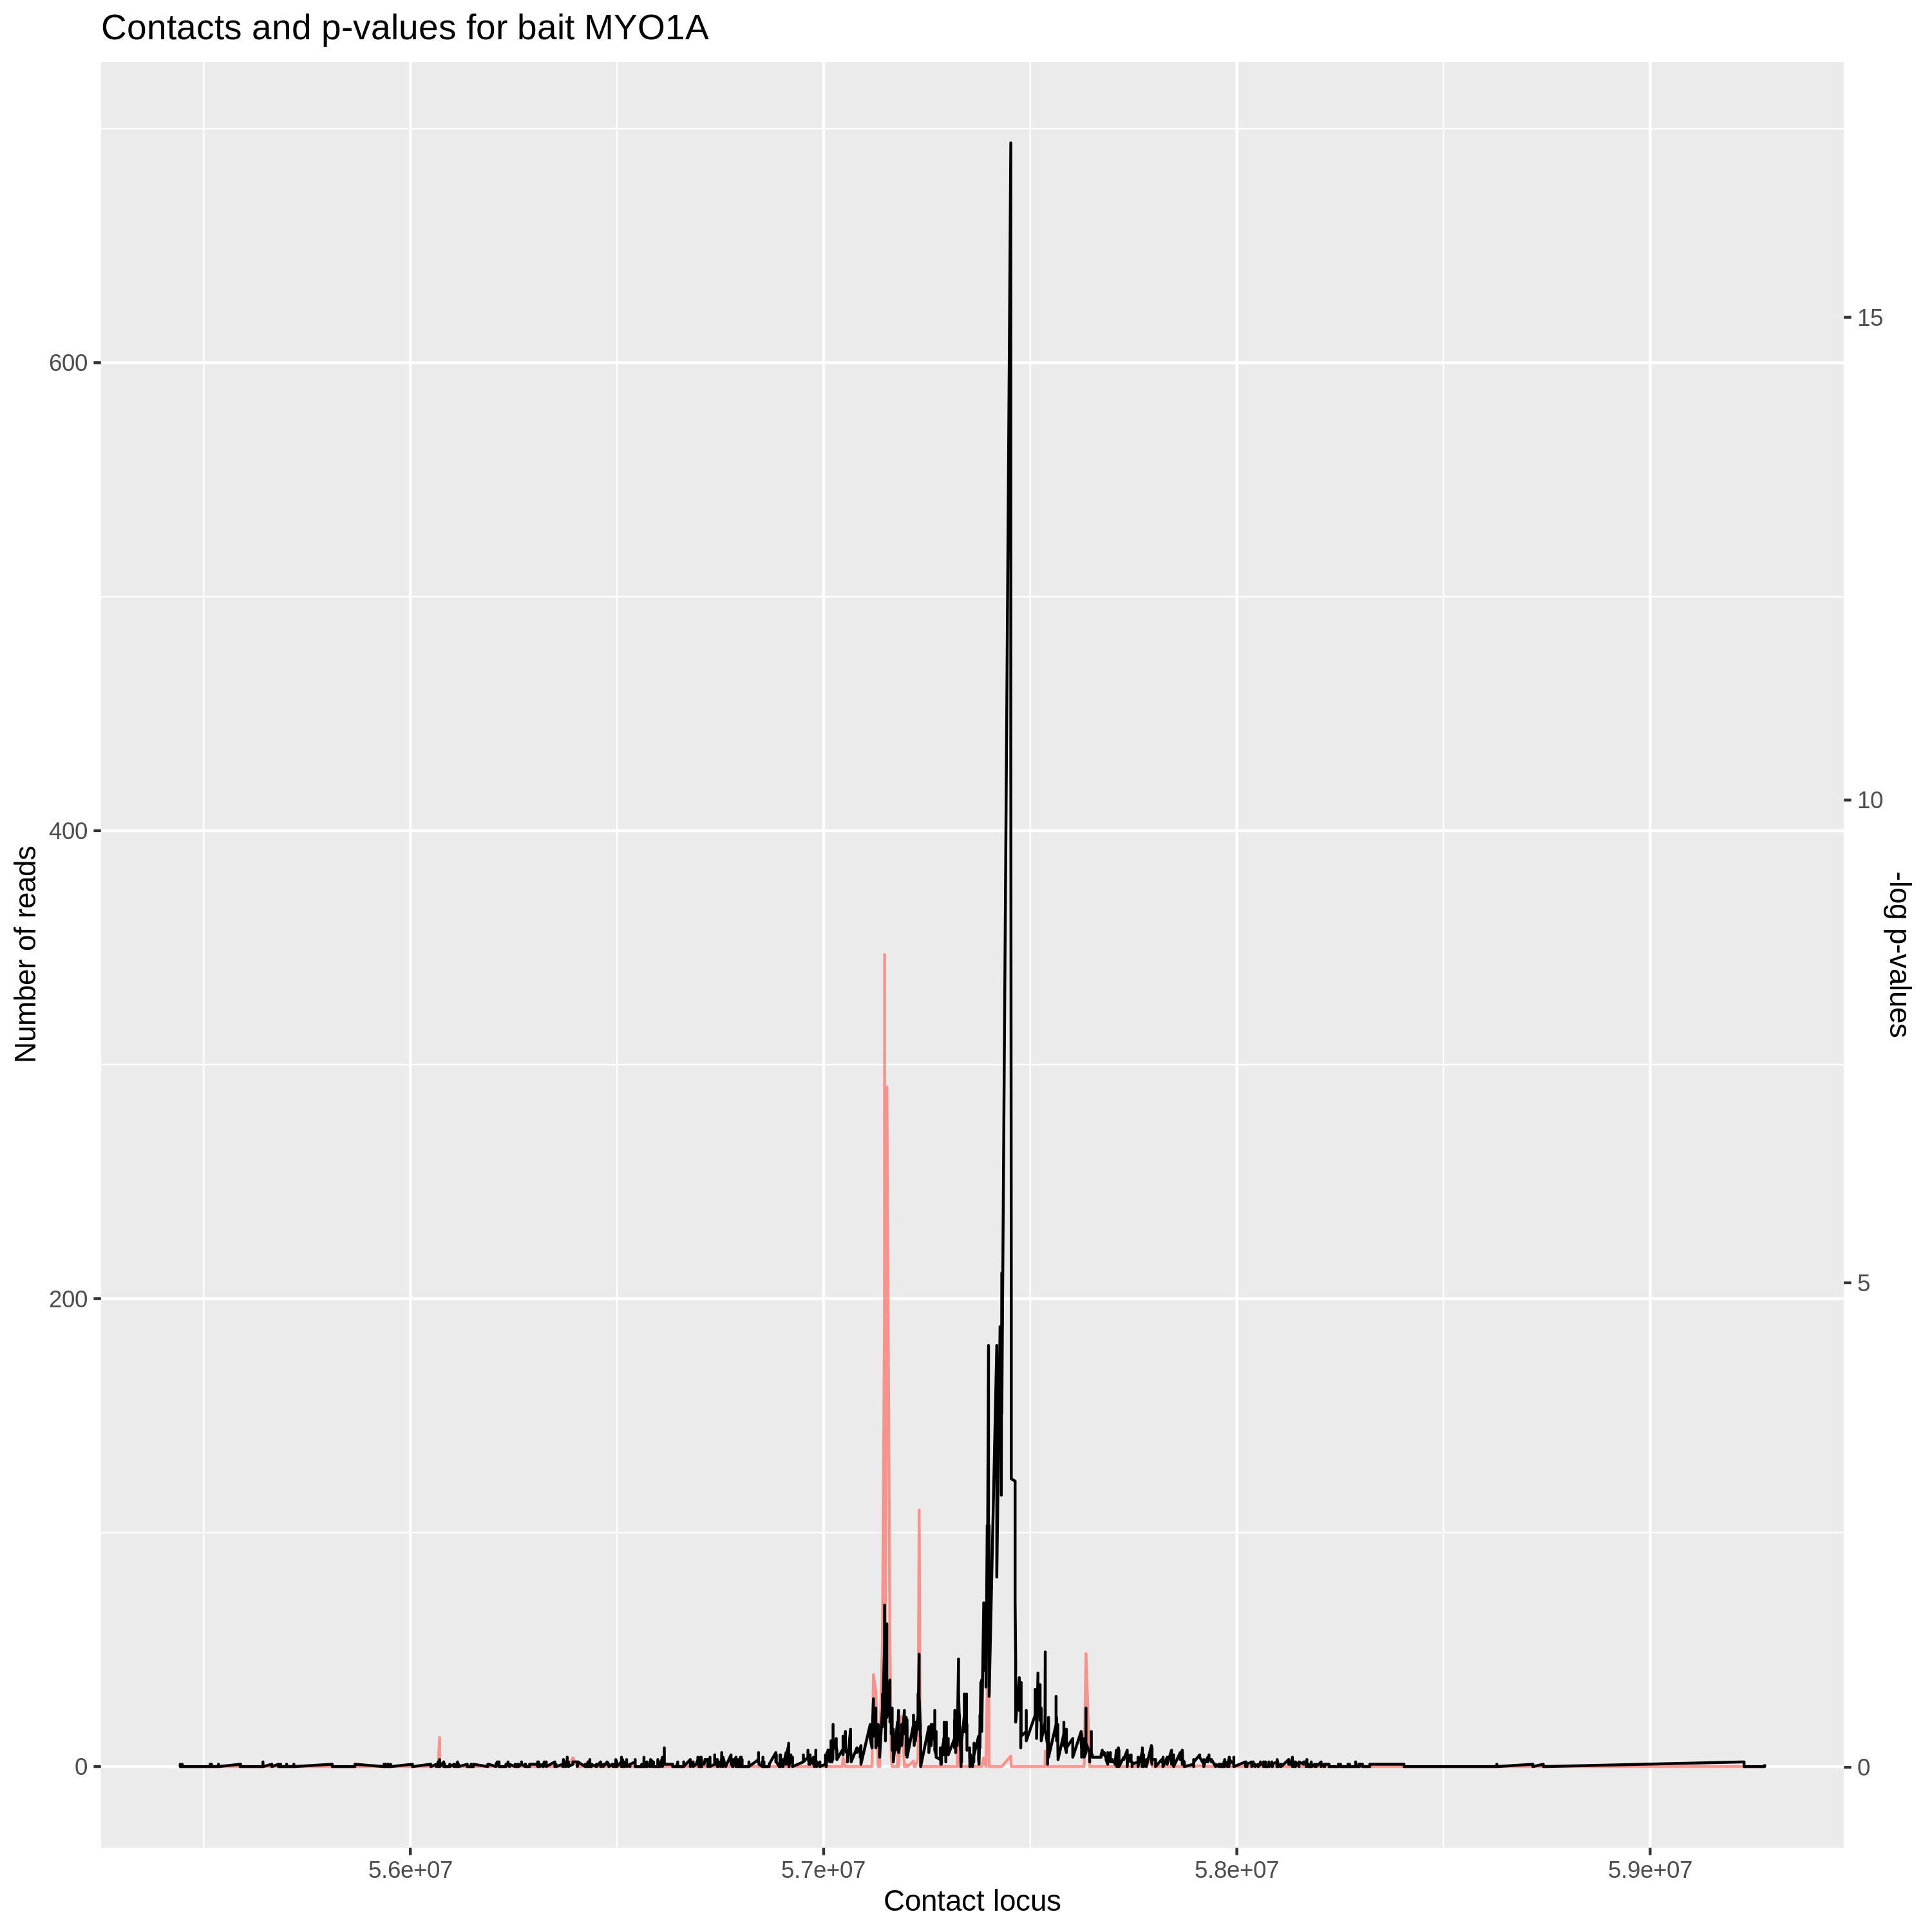 Contacts and p-values for bait MYO1A
600
400
200
0
Number of reads
15
10
5
0
-log p-values
5.6e+07
5.7e+07
5.8e+07
5.9e+07
Contact locus